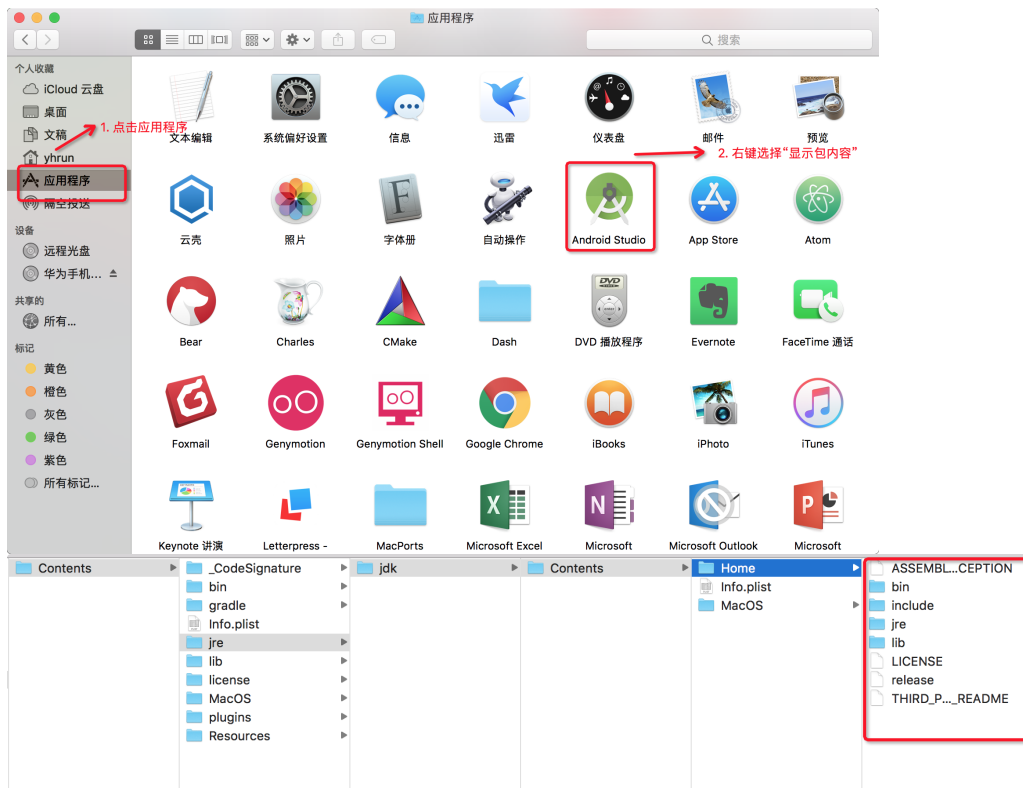 应用程序
搜索
个人收藏
iCloud 云盘
桌面
文稿
yhrun
应用程序
隔空投送
设备
远程光盘
华为手机...
共享的
所有...
标记
黄色
橙色
灰色
绿色
紫色
所有标记...
1. 点击应用程序
2. 右键选择“显示包内容”
文本编辑
系统偏好设置
信息
迅雷
仪表盘
邮件
预览
云壳
照片
字体册
自动操作
Android Studio
App Store
Atom
Bear
Charles
CMake
Dash
DVD 播放程序
Evernote
FaceTime 通话
Foxmail
Genymotion
Genymotion Shell
Google Chrome
iBooks
iPhoto
iTunes
Keynote 讲演
Letterpress –
MacPorts
Microsoft Excel
Microsoft
Microsoft Outlook
Microsoft
Contents
_CodeSignature
bin
gradle
Info.plist
jre
lib
license
MacOS
plugins
Resources
jdk
Contents
Home
Info.plist
MacOS
ASSEMBL...CEPTION
bin
include
jre
lib
LICENSE
release
THIRD_P..._README